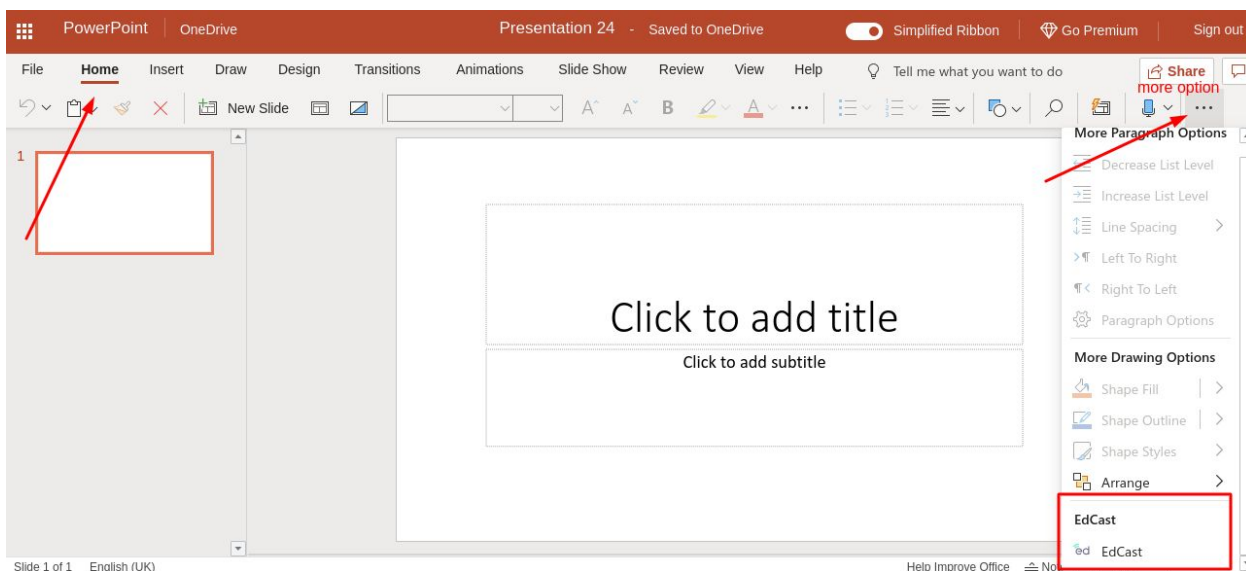 PowerPoint OneDrive Presentation 24 - Saved to OneDrive Simplified Ribbon Go Premium Sign out
File Home Insert Draw Design Transitions Animations Slide Show Review View Help Tell me what you want to do Share
more option
New Slide A A B A
More Paragraph Options
1
Decrease List Level
Increase List Level
Line Spacing
Left To Right
Right To Left
Paragraph Options
Click to add title
Click to add subtitle
More Drawing Options
Shape Fill
Shape Outline
Shape Styles
Arrange
EdCast
ed EdCast
Slide 1 of 1 English (UK) Help Improve Office